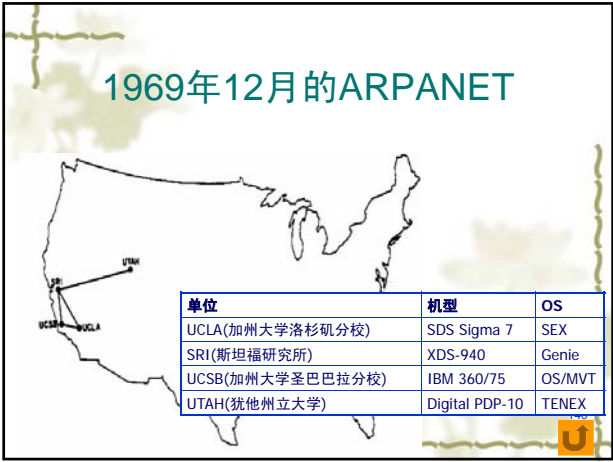 1969年12月的ARPANET
UTAH
SRI
UCSB
UCLA
单位 机型 OS
UCLA(加州大学洛杉矶分校) SDS Sigma 7 SEX
SRI(斯坦福研究所) XDS-940 Genie
UCSB(加州大学圣巴巴拉分校) IBM 360/75 OS/MVT
UTAH(犹他州立大学) Digital PDP-10 TENEX